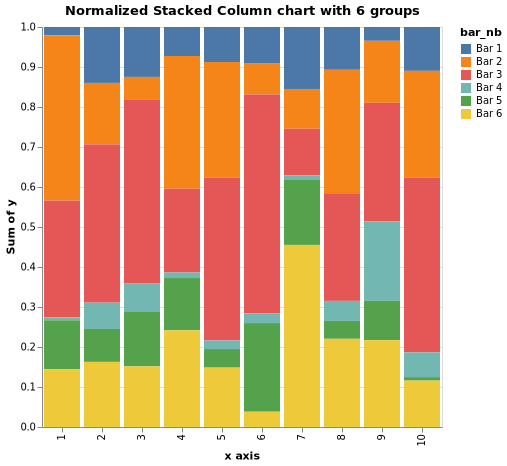 Normalized Stacked Column chart with 6 groups
bar_nb
Bar 1
Bar 2
Bar 3
Bar 4
Bar 5
Bar 6
Sum of y
1.0
0.9
0.8
0.7
0.6
0.5
0.4
0.3
0.2
0.1
0.0
1 2 3 4 5 6 7 8 9 10
x axis